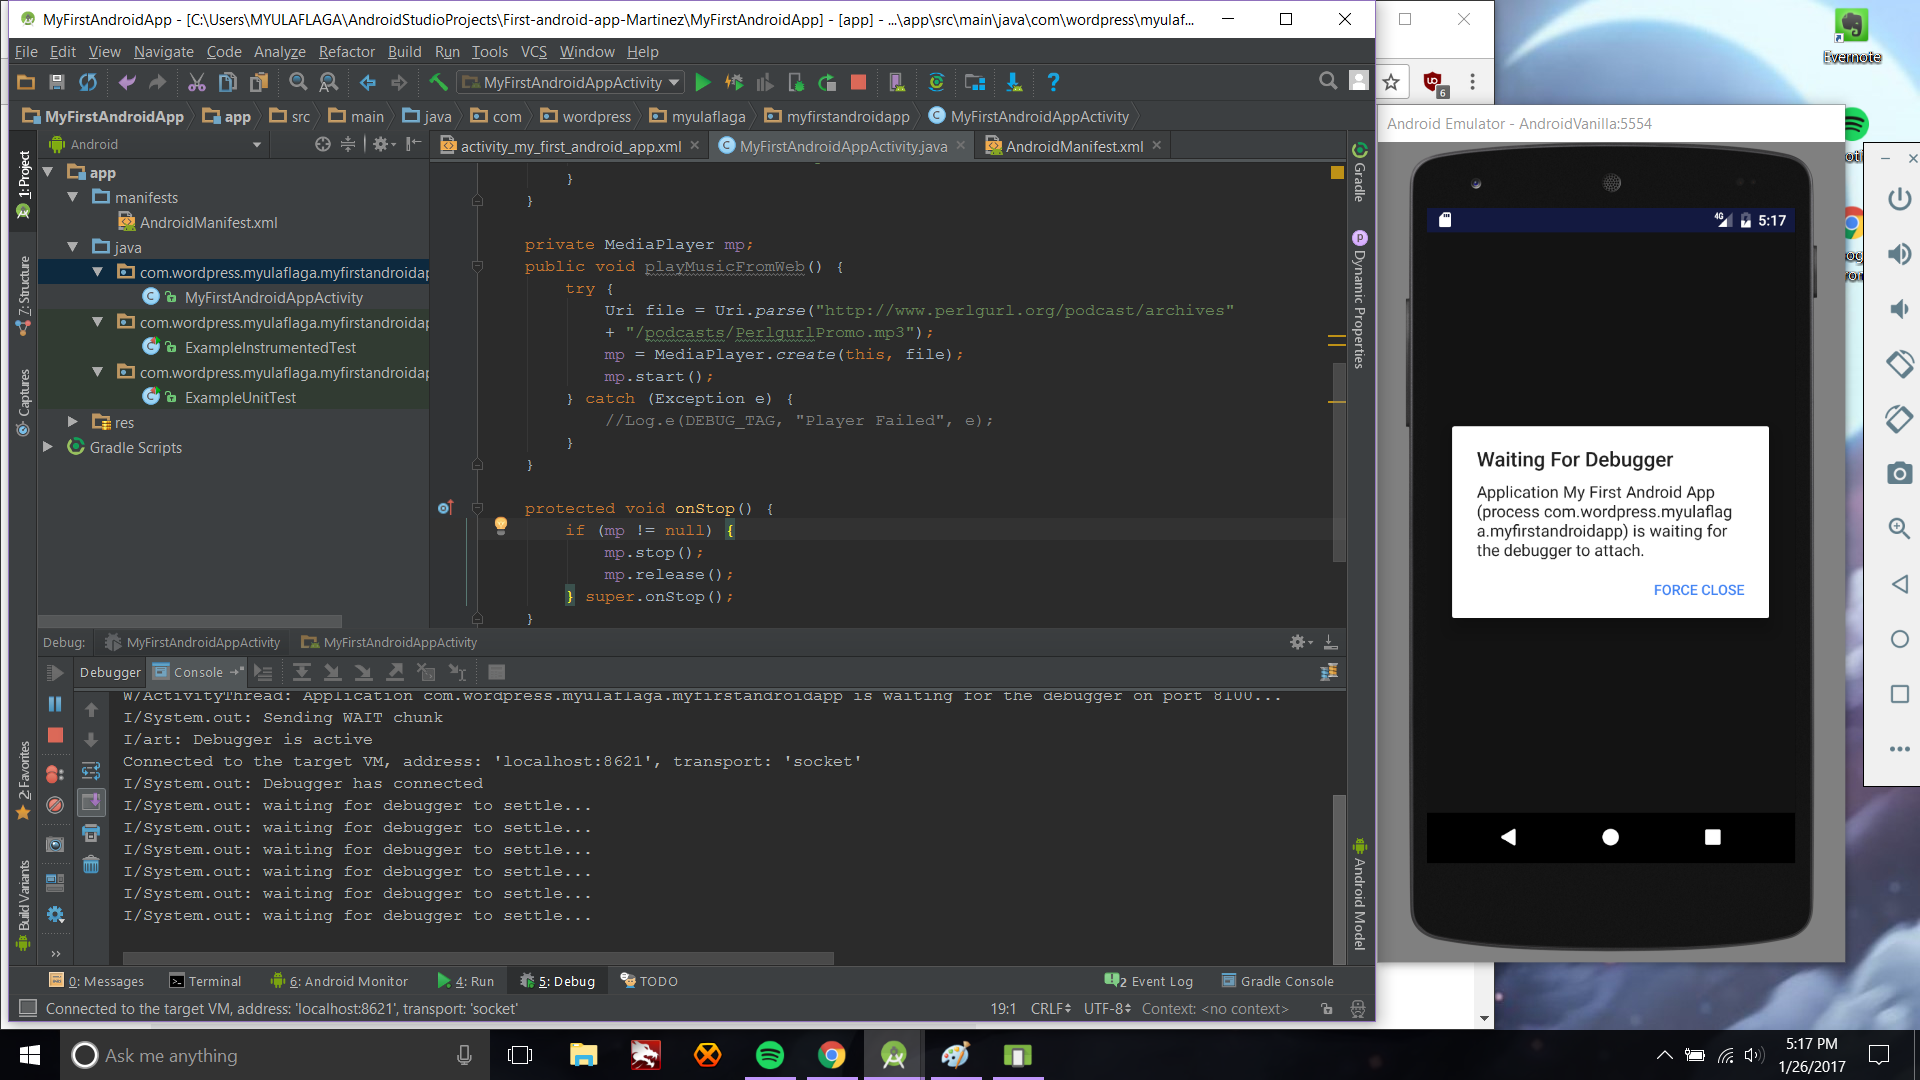 MyFirstAndroidApp - [C:\Users\MYULAFLAGA\AndroidStudioProjects\First-android-app-Martinez\MyFirstAndroidApp] - [app] - ...\app\src\main\java\com\wordpress\myulaf...
File Edit View Navigate Code Analyze Refactor Build Run Tools VCS Window Help
MyFirstAndroidAppActivity
MyFirstAndroidApp app src main java com wordpress myulaflaga myfirstandroidapp MyFirstAndroidAppActivity
Android
activity_my_first_android_app.xml MyFirstAndroidAppActivity.java AndroidManifest.xml
1: Project
Z: Structure
Captures
2: Favorites
Build Variants
app
manifests
AndroidManifest.xml
java
com.wordpress.myulaflaga.myfirstandroidap
MyFirstAndroidAppActivity
com.wordpress.myulaflaga.myfirstandroidap
ExampleInstrumentedTest
com.wordpress.myulaflaga.myfirstandroidap
ExampleUnitTest
res
Gradle Scripts
}
}
private MediaPlayer mp;
public void playMusicFromWeb() {
try {
Uri file = Uri.parse("http://www.perlgurl.org/podcast/archives"
+ "/podcasts/PerlgurlPromo.mp3");
mp = MediaPlayer.create(this, file);
mp.start();
} catch (Exception e) {
//Log.e(DEBUG_TAG, "Player Failed", e);
}
}
protected void onStop() {
if (mp != null) {
mp.stop();
mp.release();
} super.onStop();
}
Gradle
Dynamic Properties
Android Model
Debug: MyFirstAndroidAppActivity MyFirstAndroidAppActivity
Debugger Console
W/ActivityThread: Application com.wordpress.myulaflaga.myfirstandroidapp is waiting for the debugger on port 8100...
I/System.out: Sending WAIT chunk
I/art: Debugger is active
Connected to the target VM, address: 'localhost:8621', transport: 'socket'
I/System.out: Debugger has connected
I/System.out: waiting for debugger to settle...
I/System.out: waiting for debugger to settle...
I/System.out: waiting for debugger to settle...
I/System.out: waiting for debugger to settle...
I/System.out: waiting for debugger to settle...
I/System.out: waiting for debugger to settle...
0: Messages Terminal 6: Android Monitor 4: Run 5: Debug TODO 2 Event Log Gradle Console
Connected to the target VM, address: 'localhost:8621', transport: 'socket' 19:1 CRLF UTF-8 Context: <no context>
6
Evernote
Android Emulator - AndroidVanilla:5554
4G 5:17
Waiting For Debugger
Application My First Android App
(process com.wordpress.myulaflag
a.myfirstandroidapp) is waiting for
the debugger to attach.
FORCE CLOSE
Ask me anything
5:17 PM
1/26/2017